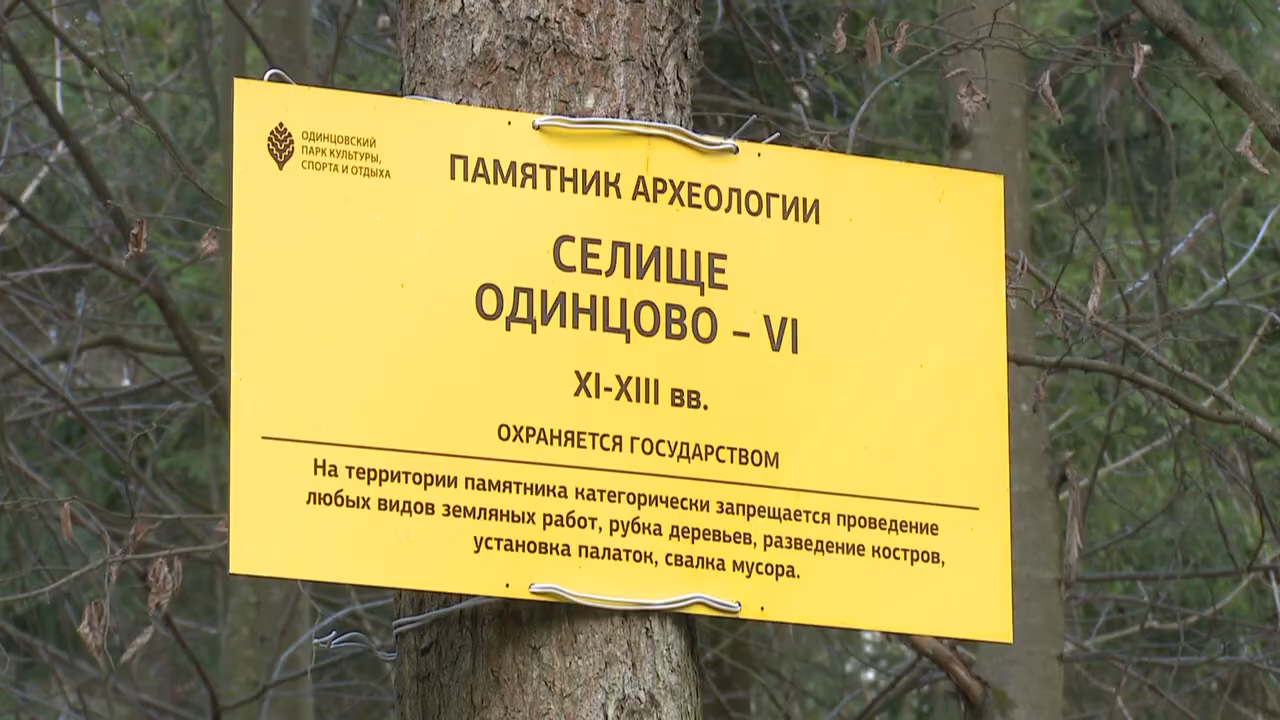 ОДИНЦОВСКИЙ
ПАРК КУЛЬТУРЫ,
СПОРТА И ОТДЫХА
ПАМЯТНИК АРХЕОЛОГИИ
СЕЛИЩЕ
ОДИНЦОВО – VI
XI-XIII вв.
ОХРАНЯЕТСЯ ГОСУДАРСТВОМ
На территории памятника категорически запрещается проведение
любых видов земляных работ, рубка деревьев, разведение костров,
установка палаток, свалка мусора.